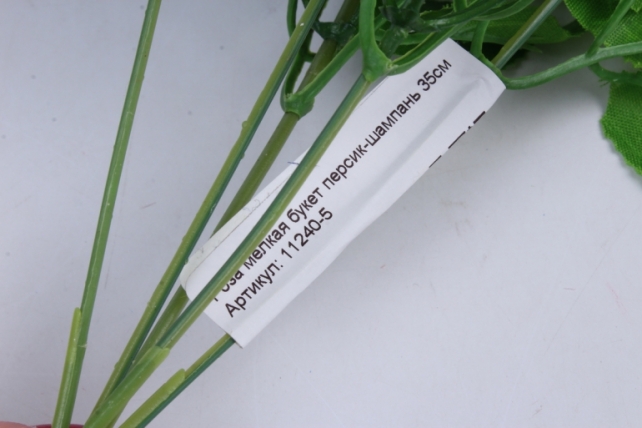 Роза мелкая букет персик-шампань 35см
Артикул: 11240-5